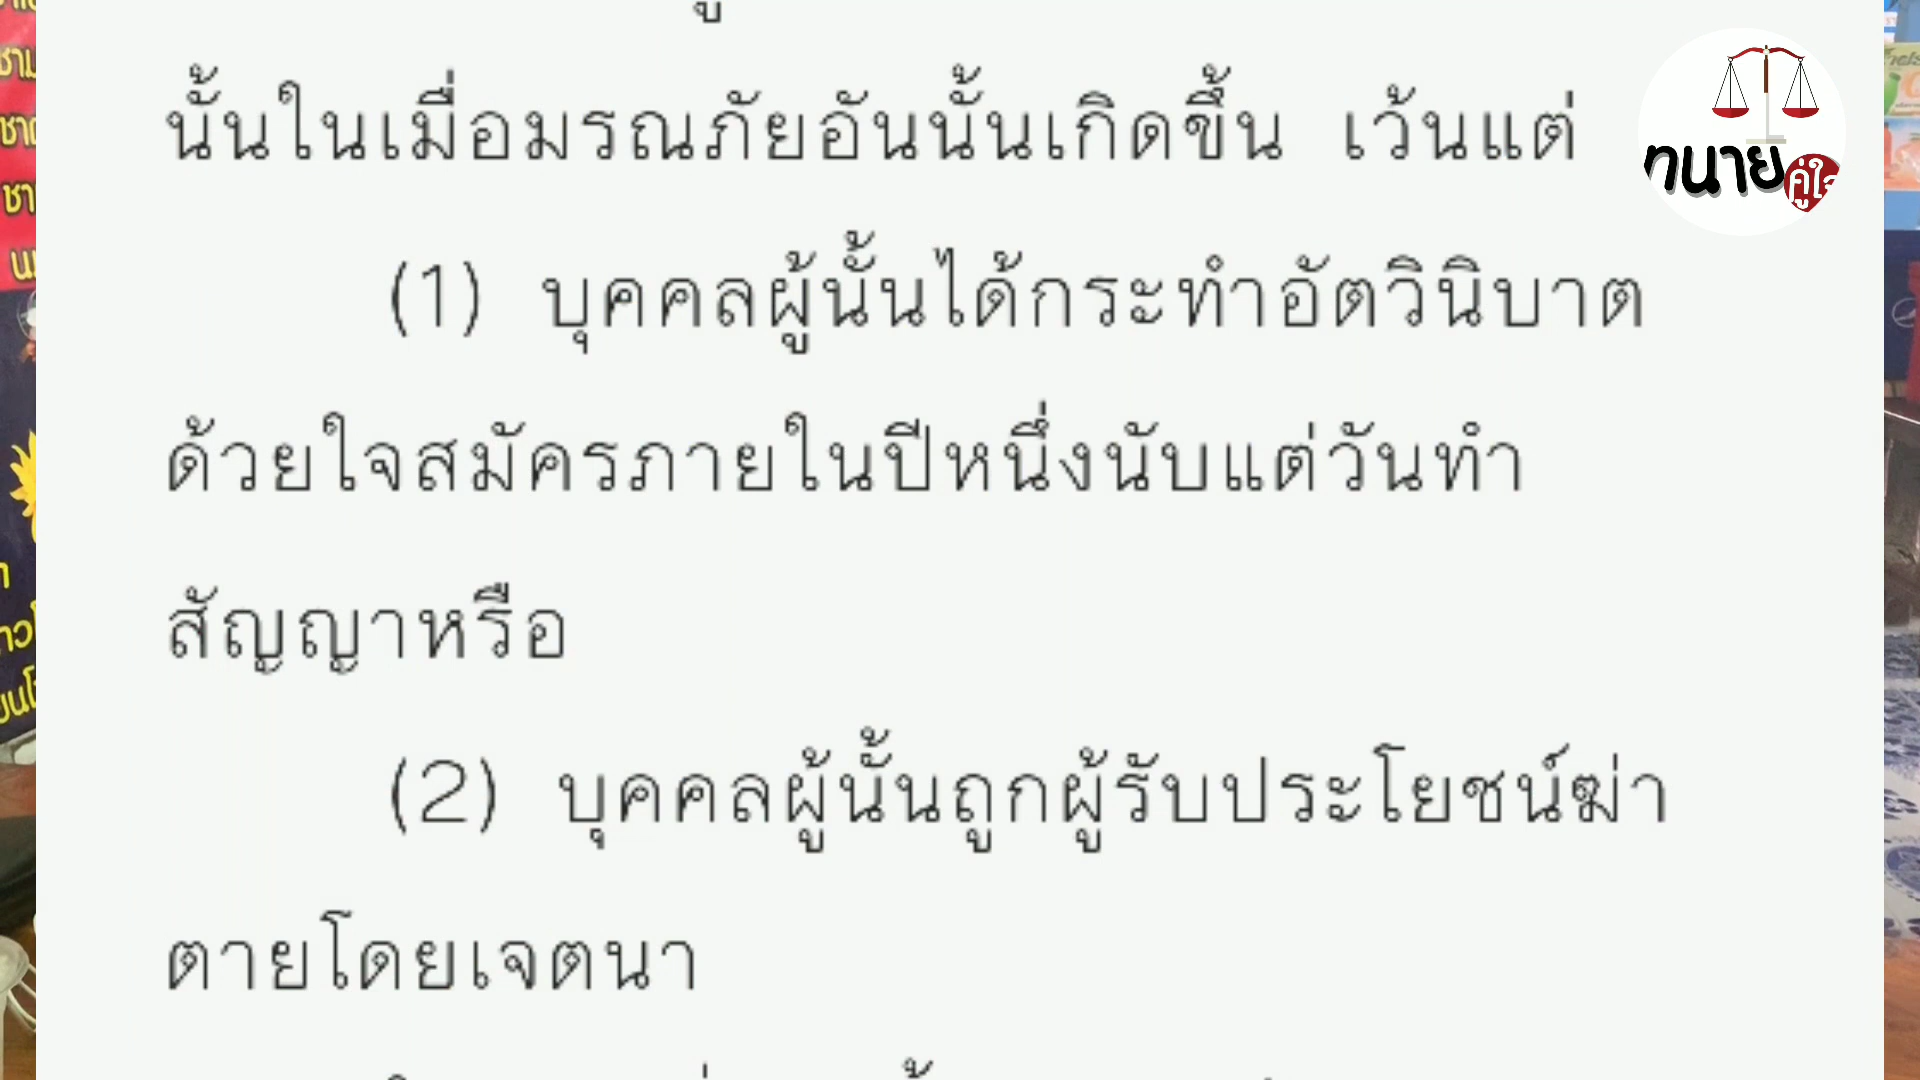 นั้นในเมื่อมรณภัยอันนั้นเกิดขึ้น เว้นแต่
(1) บุคคลผู้นั้นได้กระทำอัตวินิบาต
ด้วยใจสมัครภายในปีหนึ่งนับแต่วันทำ
สัญญาหรือ
(2) บุคคลผู้นั้นถูกผู้รับประโยชน์ฆ่า
ตายโดยเจตนา
ทนาย
คู่ใจ